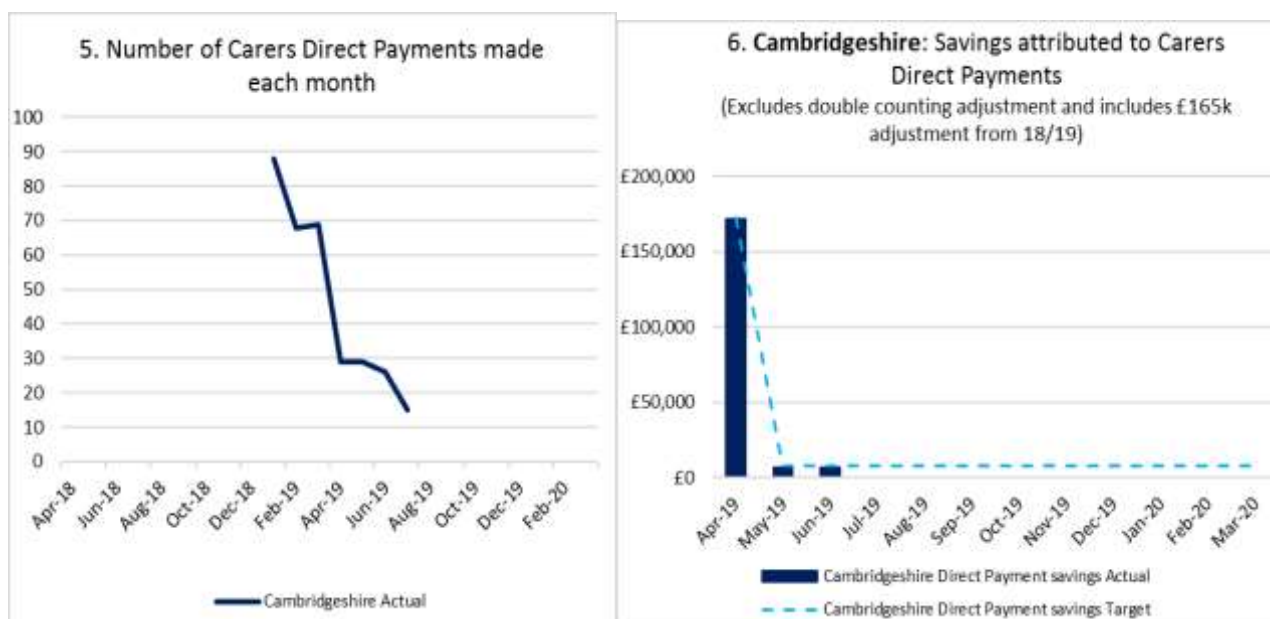 5. Number of Carers Direct Payments made
each month
100
90
80
70
60
50
40
30
20
10
0
Apr-18
Jun-18
Aug-18
Oct-18
Dec-18
Feb-19
Apr-19
Jun-19
Aug-19
Oct-19
Dec-19
Feb-20
Cambridgeshire Actual
6. Cambridgeshire: Savings attributed to Carers
Direct Payments
(Excludes double counting adjustment and includes £165k
adjustment from 18/19)
£200,000
£150,000
£100,000
£50,000
£0
Apr-19
May-19
Jun-19
Jul-19
Aug-19
Sep-19
Oct-19
Nov-19
Dec-19
Jan-20
Feb-20
Mar-20
Cambridgeshire Direct Payment savings Actual
Cambridgeshire Direct Payment savings Target